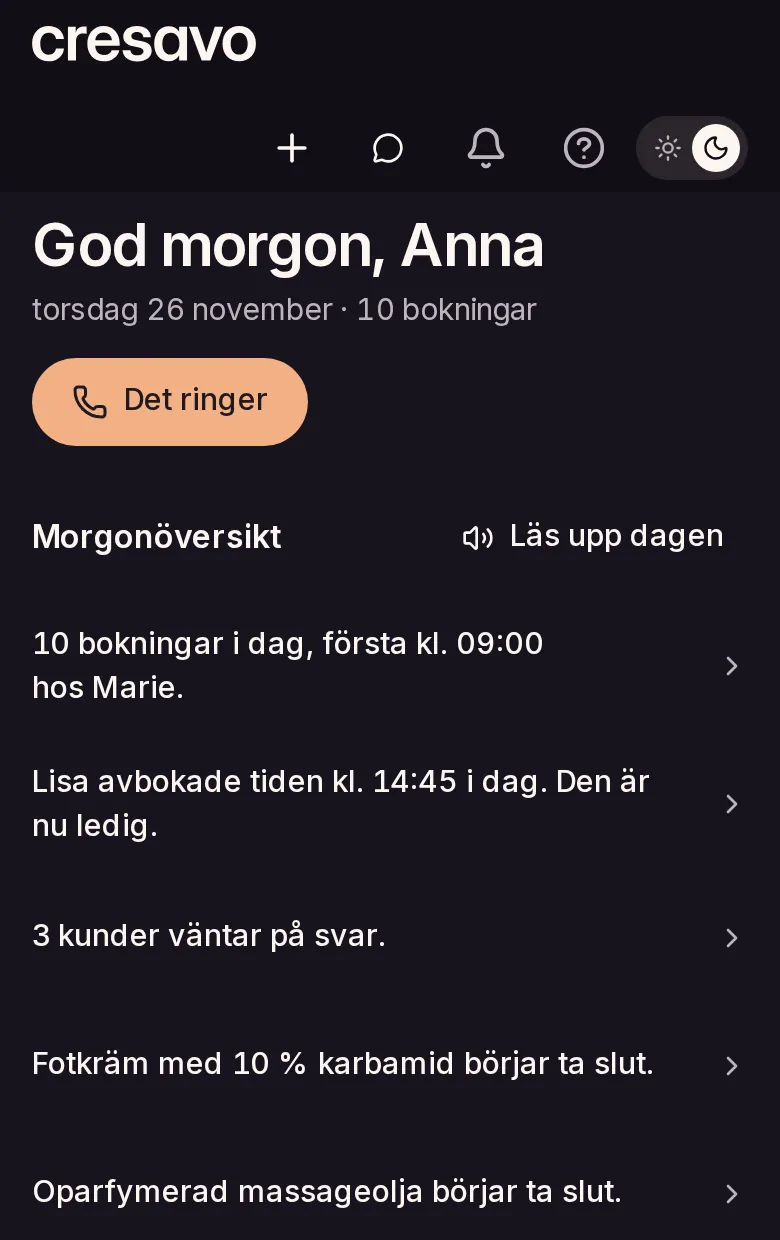 cresavo
God morgon, Anna
torsdag 26 november · 10 bokningar
Det ringer
Morgonöversikt
Läs upp dagen
10 bokningar i dag, första kl. 09:00
hos Marie.
Lisa avbokade tiden kl. 14:45 i dag. Den är
nu ledig.
3 kunder väntar på svar.
Fotkräm med 10 % karbamid börjar ta slut.
Oparfymerad massageolja börjar ta slut.